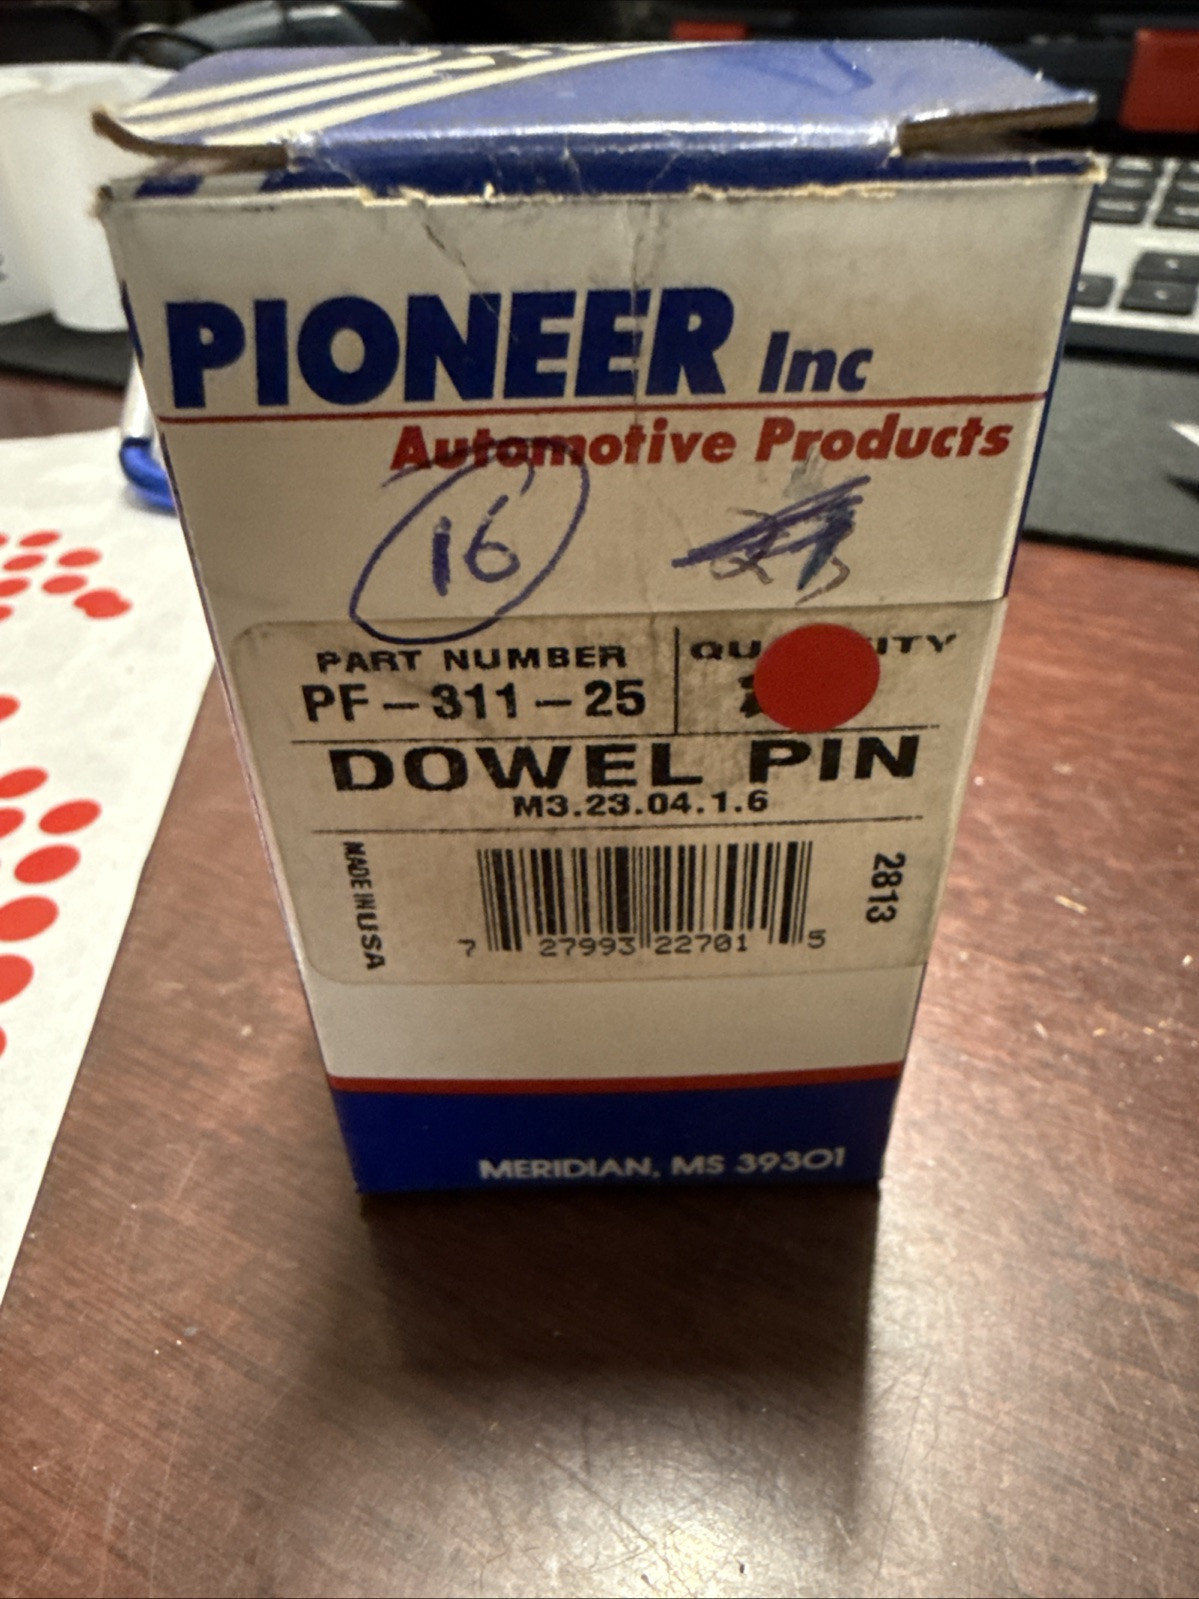 PIONEER Inc
Automotive Products
16
PART NUMBER
PF-311-25
DOWEL PIN
M3.23.04.1.6
MADE IN USA
2813
7 27993 22701 5
MERIDIAN, MS 39301